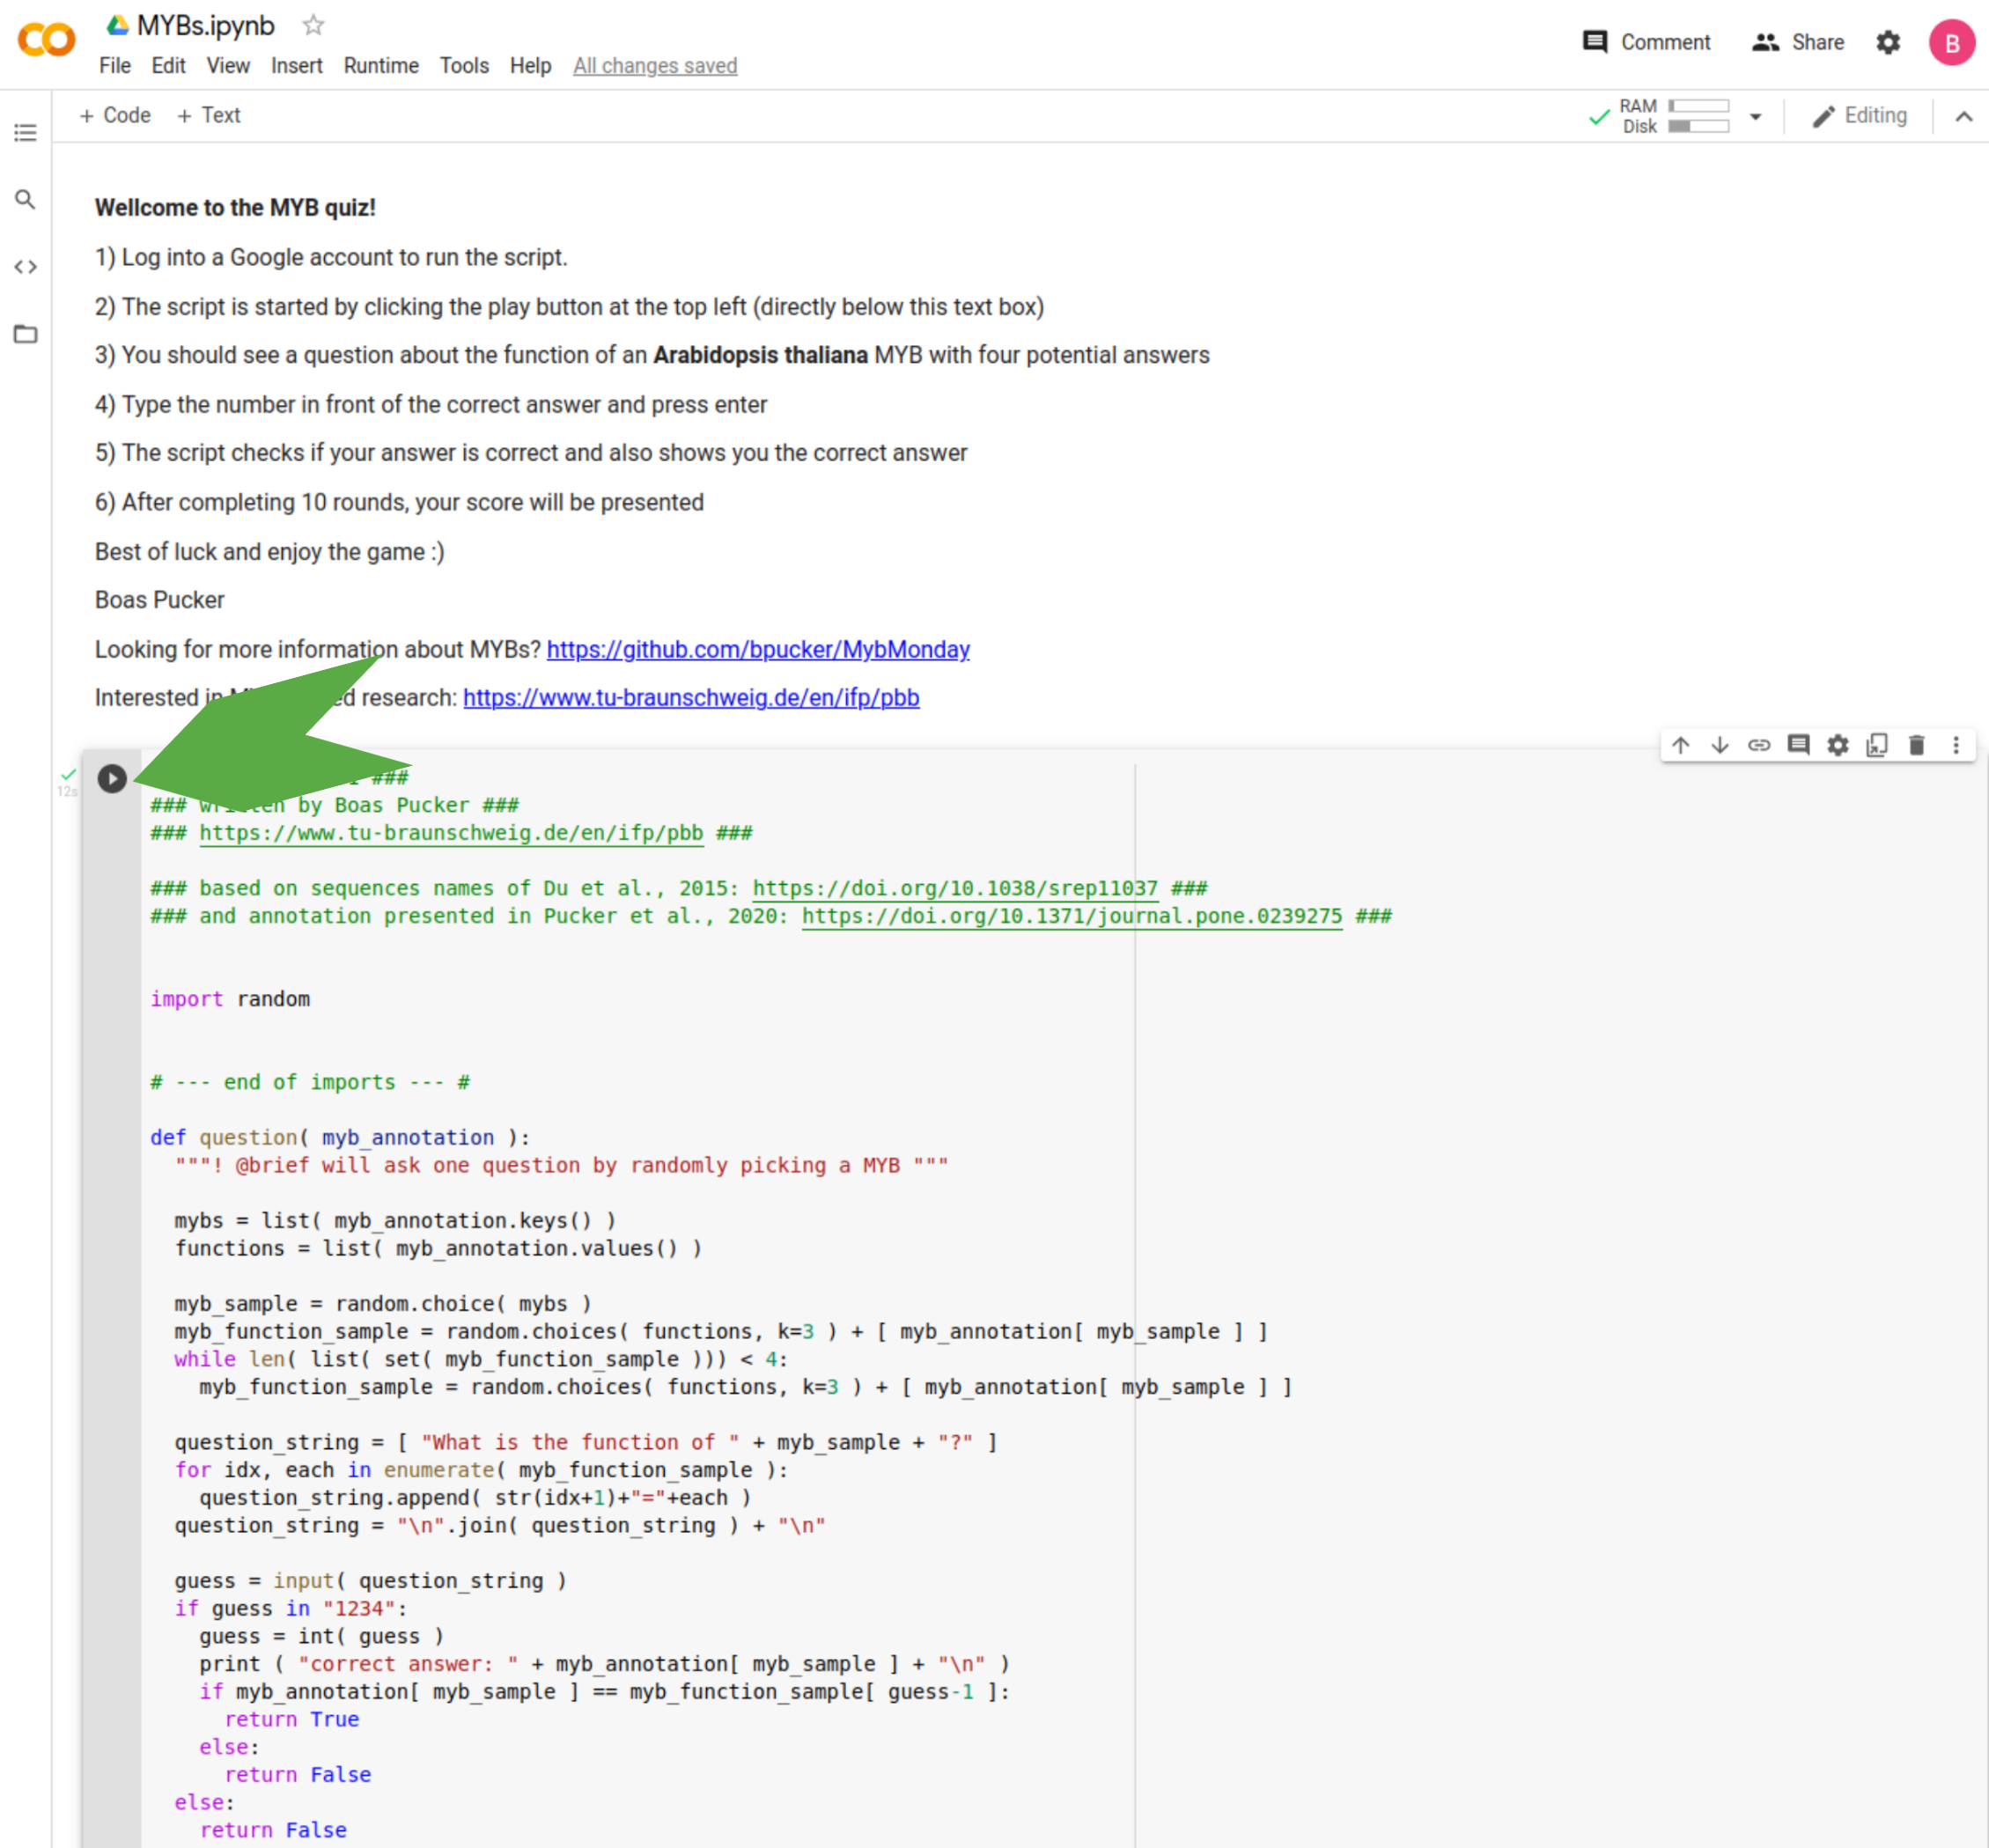 MYBs.ipynb
File Edit View Insert Runtime Tools Help All changes saved
Comment Share B
+ Code + Text
RAM
Disk
Editing
Wellcome to the MYB quiz!
1) Log into a Google account to run the script.
2) The script is started by clicking the play button at the top left (directly below this text box)
3) You should see a question about the function of an Arabidopsis thaliana MYB with four potential answers
4) Type the number in front of the correct answer and press enter
5) The script checks if your answer is correct and also shows you the correct answer
6) After completing 10 rounds, your score will be presented
Best of luck and enjoy the game :)
Boas Pucker
Looking for more information about MYBs? https://github.com/bpucker/MybMonday
Interested in research: https://www.tu-braunschweig.de/en/ifp/pbb
12s
###
### written by Boas Pucker ###
### https://www.tu-braunschweig.de/en/ifp/pbb ###
### based on sequences names of Du et al., 2015: https://doi.org/10.1038/srep11037 ###
### and annotation presented in Pucker et al., 2020: https://doi.org/10.1371/journal.pone.0239275 ###
import random
# --- end of imports --- #
def question( myb_annotation ):
"""! @brief will ask one question by randomly picking a MYB """
mybs = list( myb_annotation.keys() )
functions = list( myb_annotation.values() )
myb_sample = random.choice( mybs )
myb_function_sample = random.choices( functions, k=3 ) + [ myb_annotation[ myb_sample ] ]
while len( list( set( myb_function_sample ))) < 4:
myb_function_sample = random.choices( functions, k=3 ) + [ myb_annotation[ myb_sample ] ]
question_string = [ "What is the function of " + myb_sample + "?" ]
for idx, each in enumerate( myb_function_sample ):
question_string.append( str(idx+1)+"="+each )
question_string = "\n".join( question_string ) + "\n"
guess = input( question_string )
if guess in "1234":
guess = int( guess )
print ( "correct answer: " + myb_annotation[ myb_sample ] + "\n" )
if myb_annotation[ myb_sample ] == myb_function_sample[ guess-1 ]:
return True
else:
return False
else:
return False